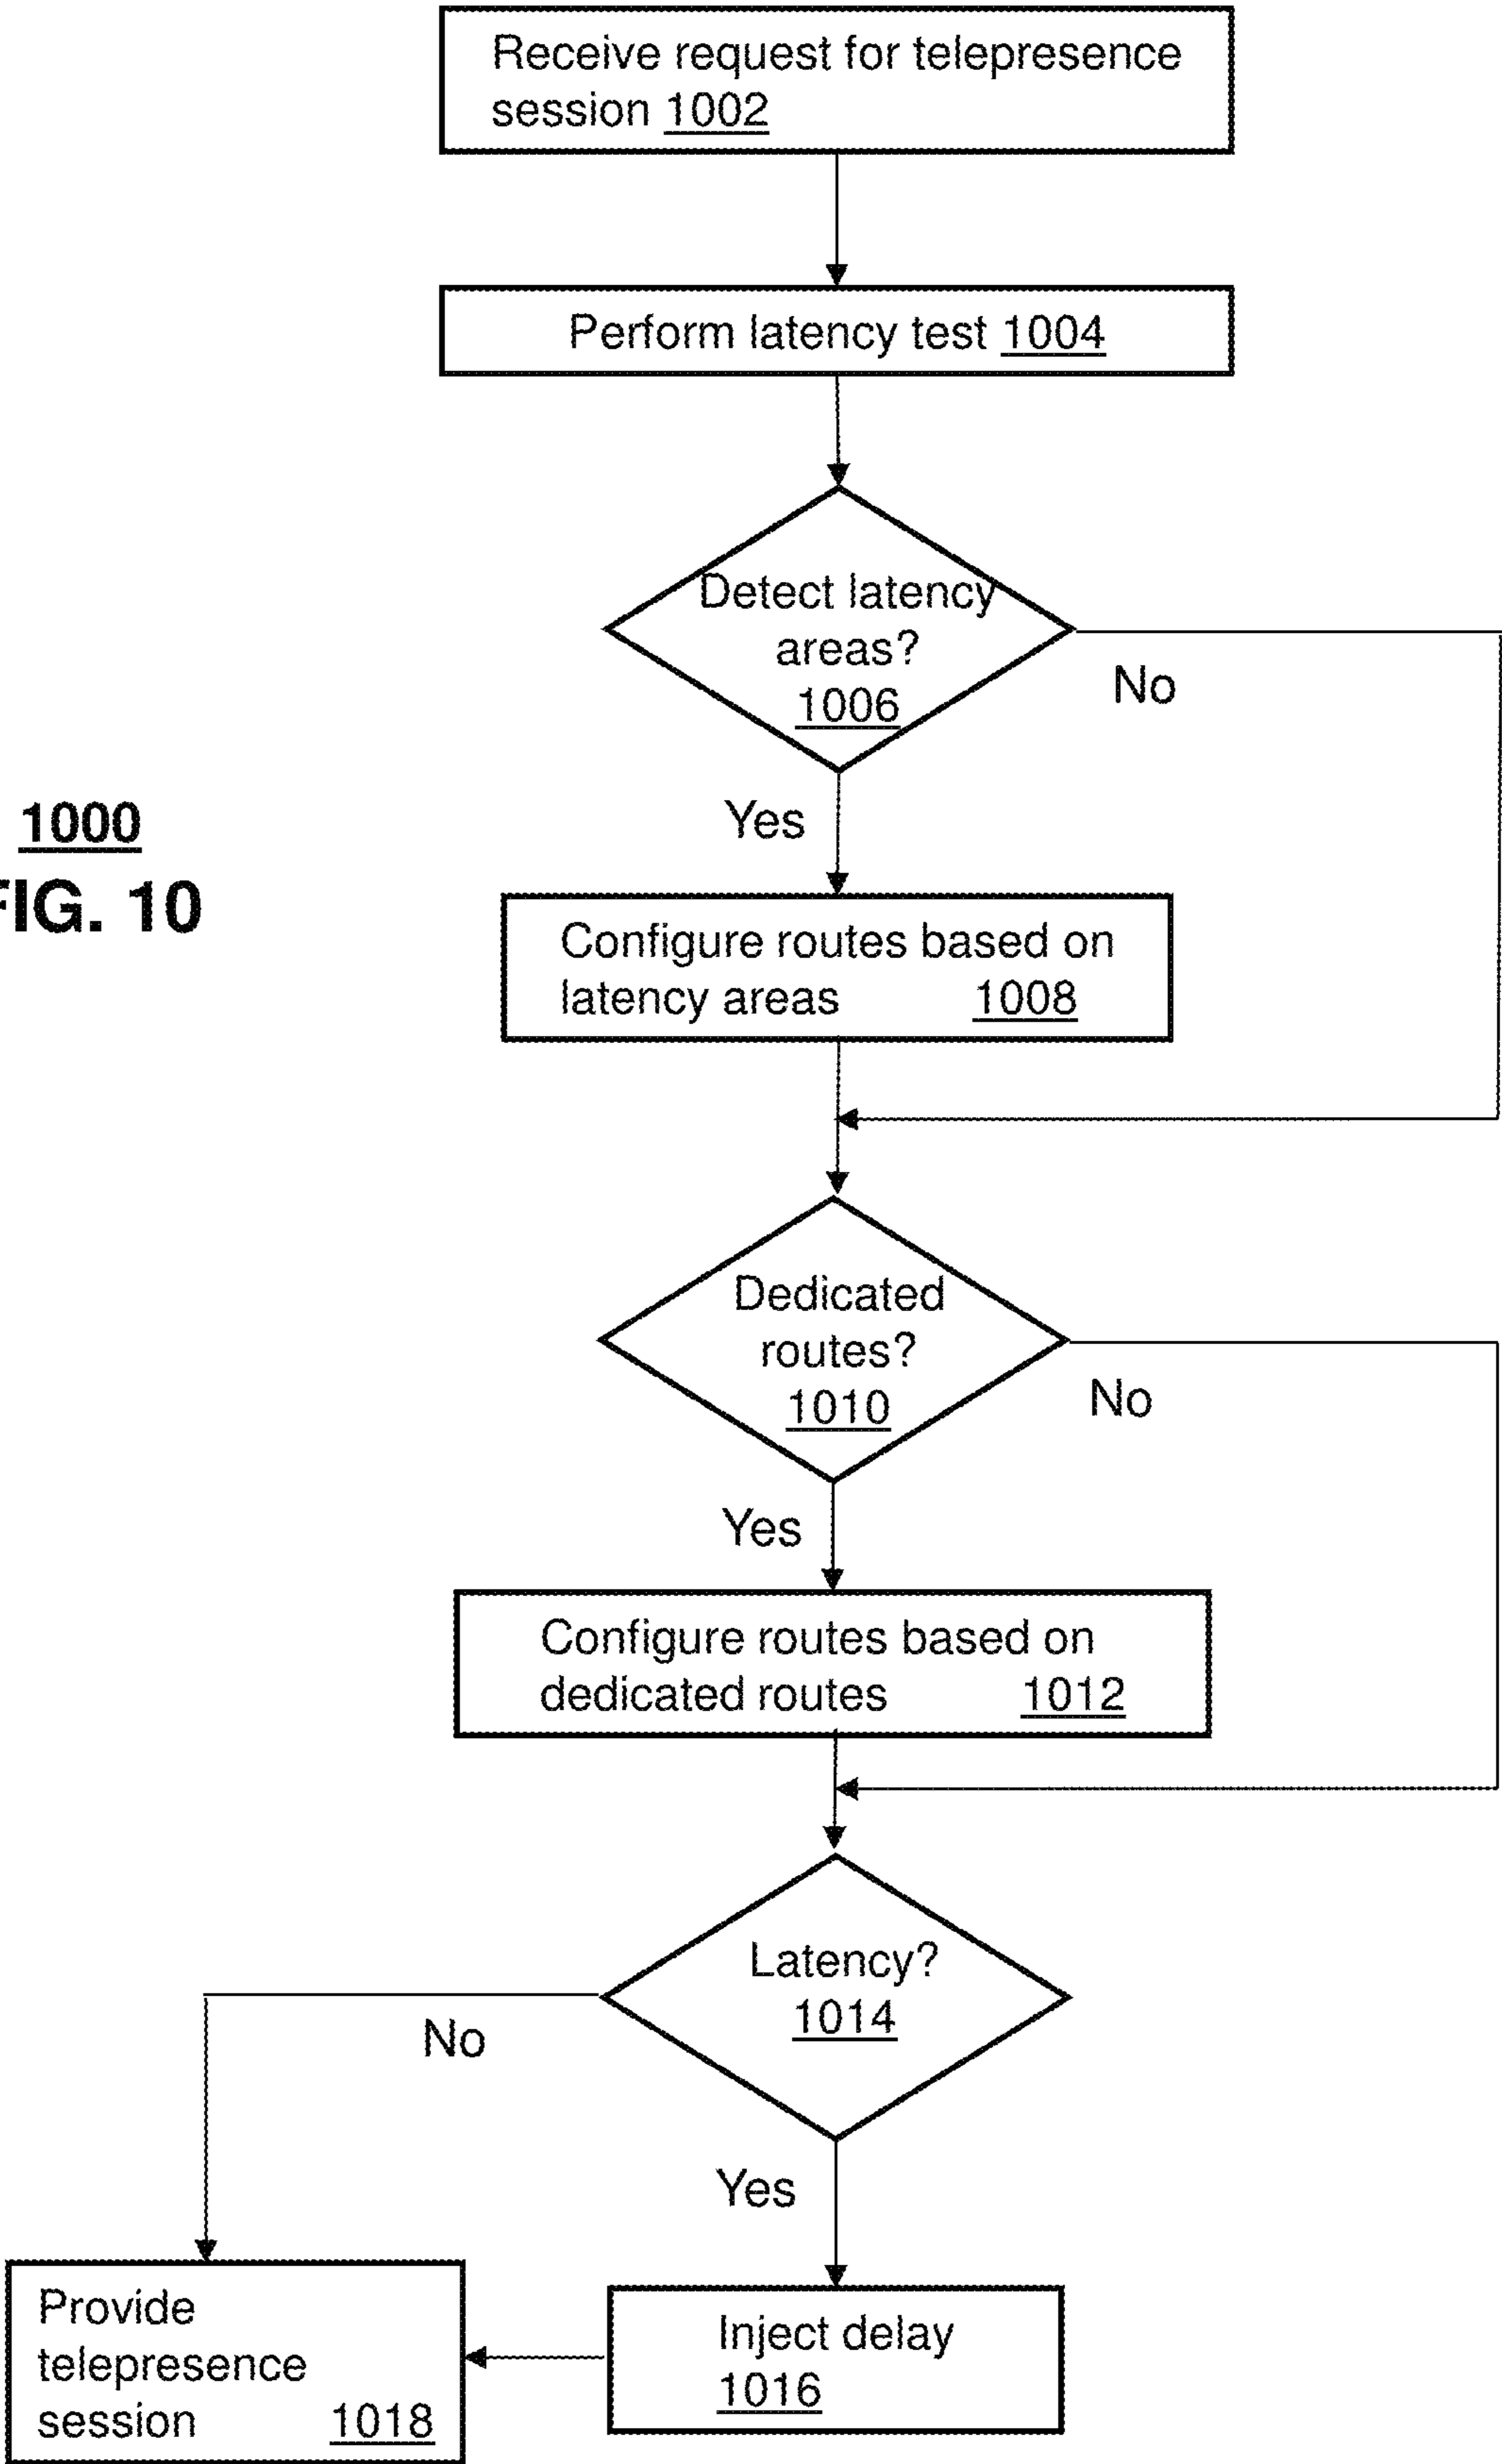 Receive request for telepresence
session 1002
Perform latency test 1004
Detect latency
areas?
1006
No
Yes
1000
FIG. 10
Configure routes based on
latency areas 1008
Dedicated
routes?
1010
No
Yes
Configure routes based on
dedicated routes 1012
Latency?
1014
No
Yes
Provide
telepresence
session 1018
Inject delay
1016